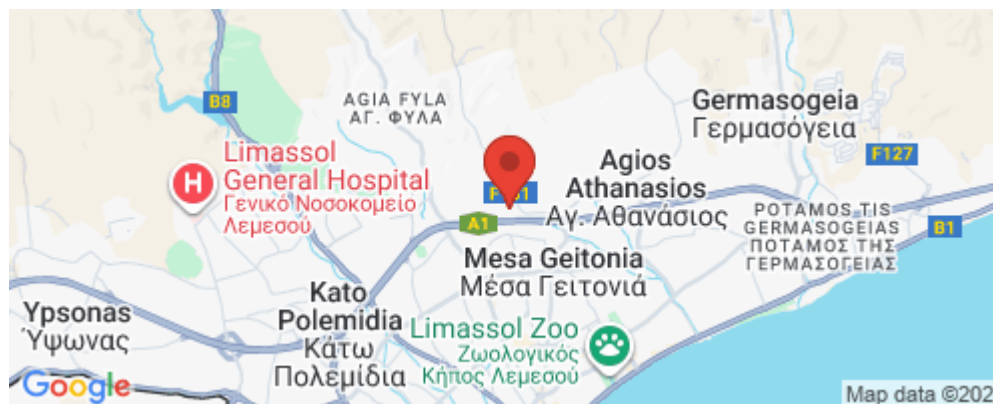 B8
AGIA FYLA
ΑΓ. ΦΥΛΑ
Germasogeia
Γερμασόγεια
F127
Limassol
General Hospital
Γενικό Νοσοκομείο
Λεμεσού
H
Agios
Athanasios
Αγ. Αθανάσιος
A1
POTAMOS TIS
GERMASOGEIAS
ΠΟΤΑΜΟΣ ΤΗΣ
ΓΕΡΜΑΣΟΓΕΙΑΣ
B1
Mesa Geitonia
Μέσα Γειτονιά
Ypsonas
Ύψωνας
Kato
Polemidia
Κάτω
Πολεμίδια
Limassol Zoo
Ζωολογικός
Κήπος Λεμεσού
Google
Map data ©202